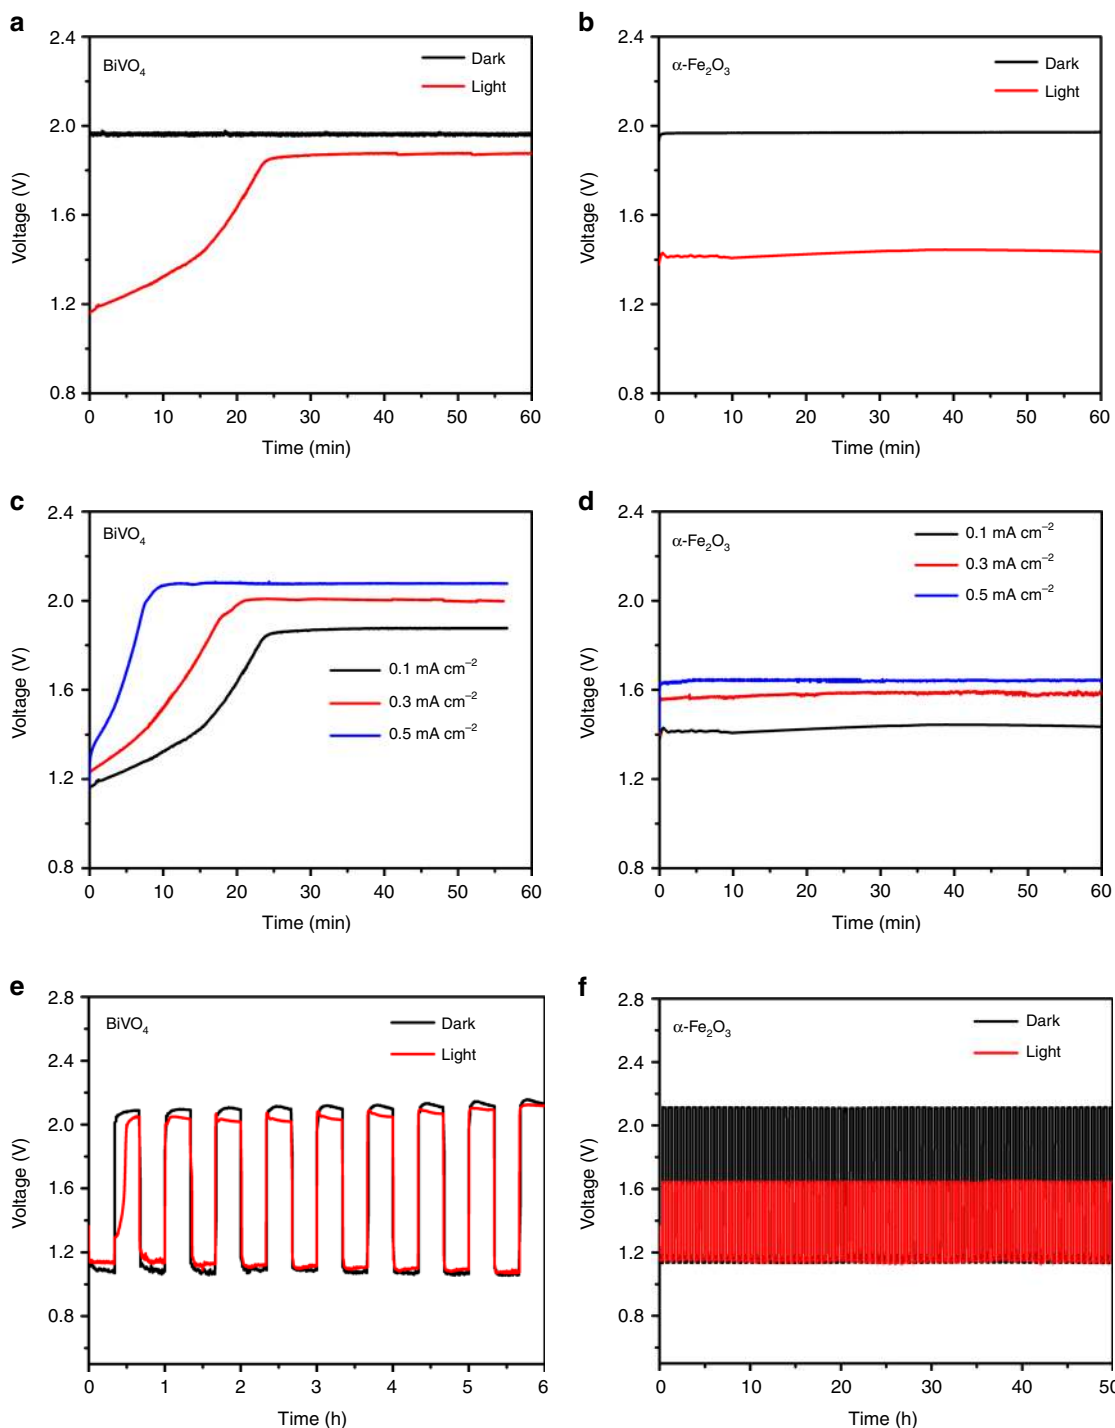 a
BiVO₄
Dark
Light
2.4
2.0
1.6
1.2
0.8
Voltage (V)
0 10 20 30 40 50 60
Time (min)
b
α-Fe₂O₃
Dark
Light
2.4
2.0
1.6
1.2
0.8
Voltage (V)
0 10 20 30 40 50 60
Time (min)
c
BiVO₄
2.4
2.0
1.6
1.2
0.8
Voltage (V)
0.1 mA cm⁻²
0.3 mA cm⁻²
0.5 mA cm⁻²
0 10 20 30 40 50 60
Time (min)
d
α-Fe₂O₃
0.1 mA cm⁻²
0.3 mA cm⁻²
0.5 mA cm⁻²
2.4
2.0
1.6
1.2
0.8
Voltage (V)
0 10 20 30 40 50 60
Time (min)
e
BiVO₄
Dark
Light
2.8
2.4
2.0
1.6
1.2
0.8
Voltage (V)
0 1 2 3 4 5 6
Time (h)
f
α-Fe₂O₃
Dark
Light
2.8
2.4
2.0
1.6
1.2
0.8
Voltage (V)
0 10 20 30 40 50
Time (h)